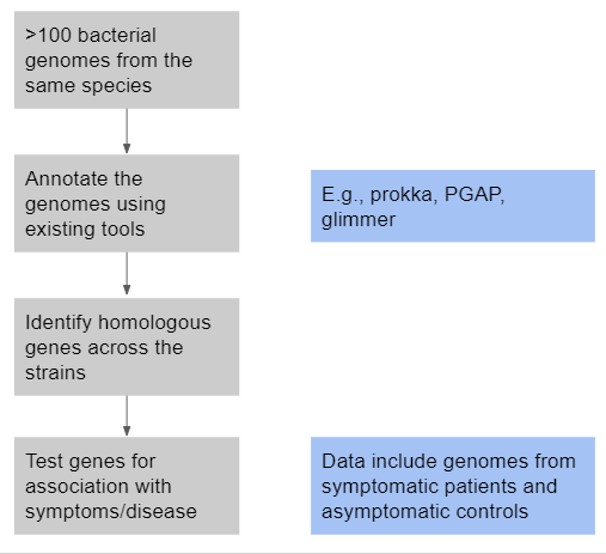 >100 bacterial
genomes from the
same species
Annotate the
genomes using
existing tools
E.g., prokka, PGAP,
glimmer
Identify homologous
genes across the
strains
Test genes for
association with
symptoms/disease
Data include genomes from
symptomatic patients and
asymptomatic controls